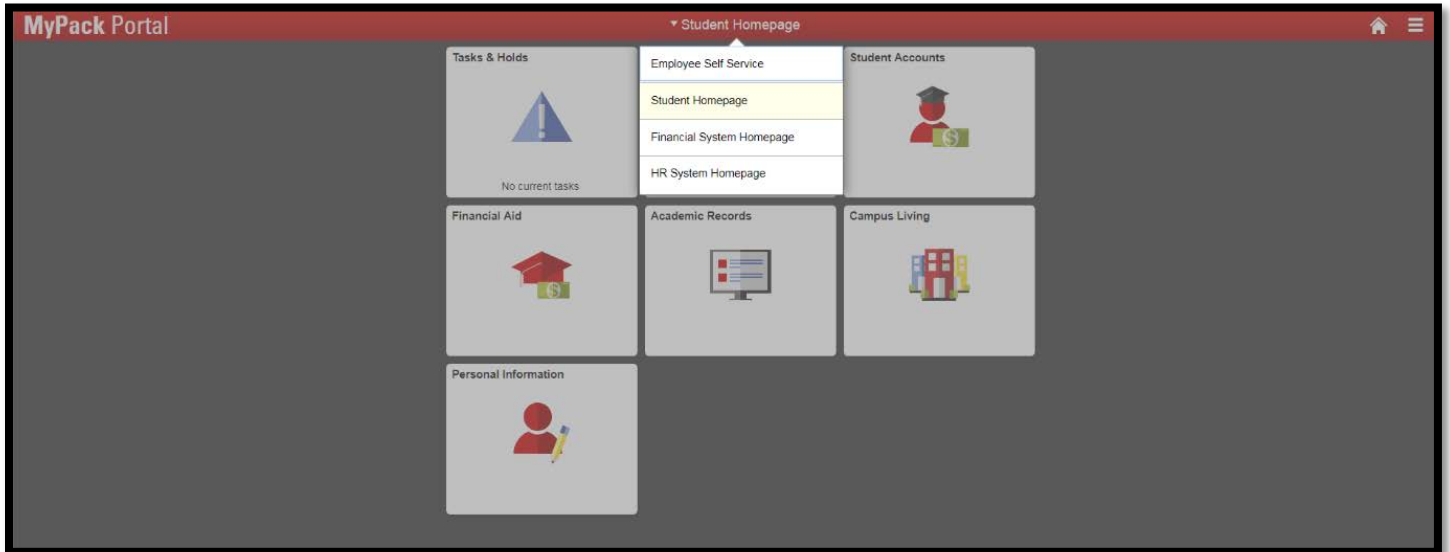 MyPack Portal
Student Homepage
Tasks & Holds
No current tasks
Employee Self Service
Student Homepage
Financial System Homepage
HR System Homepage
Student Accounts
Financial Aid
Academic Records
Campus Living
Personal Information